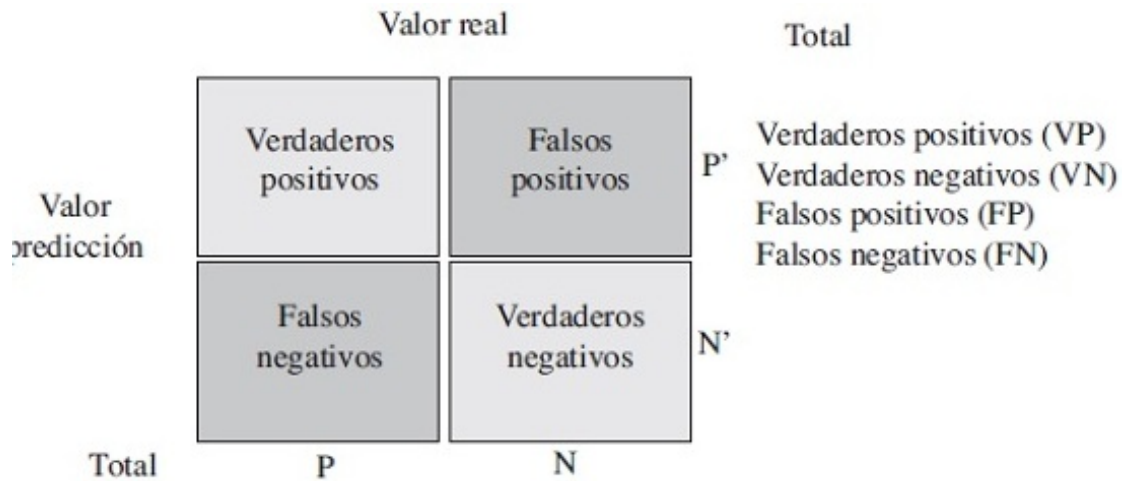 Valor real
Total
Verdaderos
positivos
Falsos
positivos
P’
Verdaderos positivos (VP)
Verdaderos negativos (VN)
Falsos positivos (FP)
Falsos negativos (FN)
Valor
predicción
Falsos
negativos
Verdaderos
negativos
N’
Total
P
N